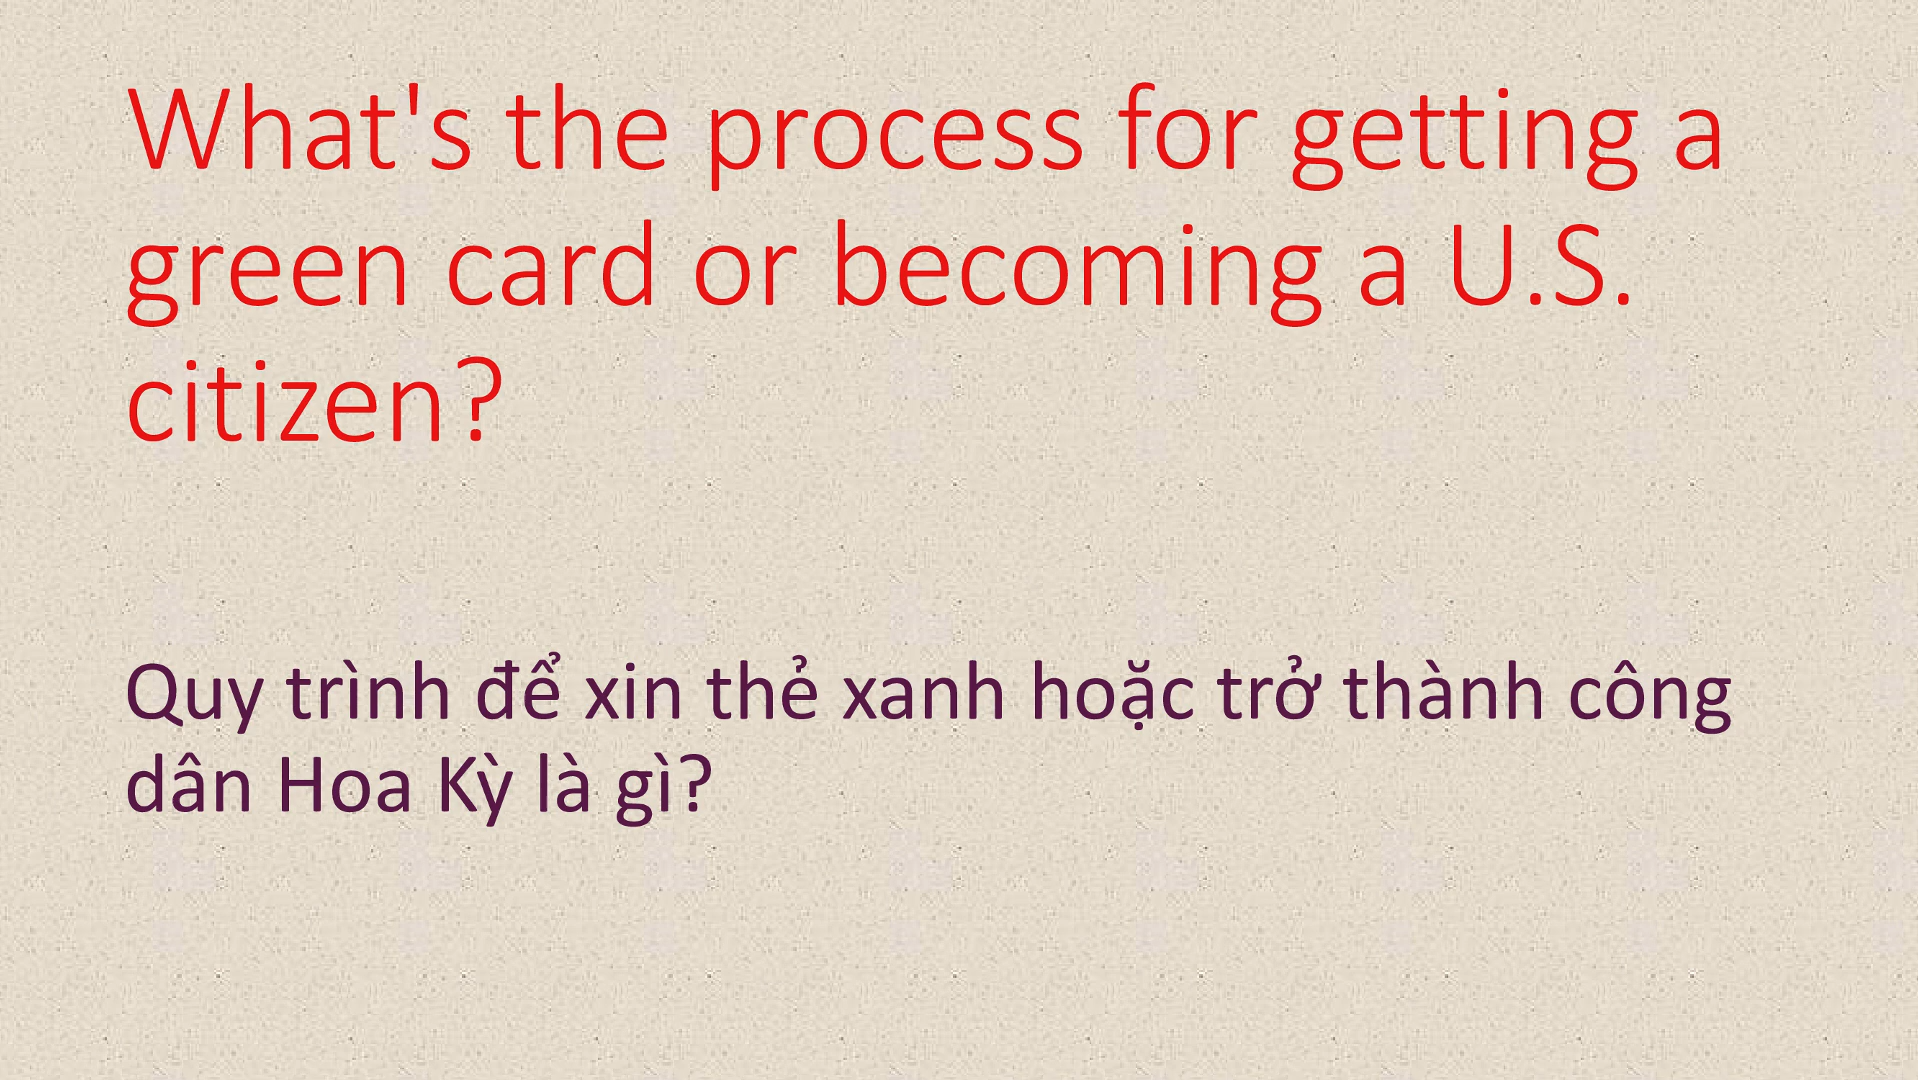 What's the process for getting a
green card or becoming a U.S.
citizen?
Quy trình để xin thẻ xanh hoặc trở thành công
dân Hoa Kỳ là gì?